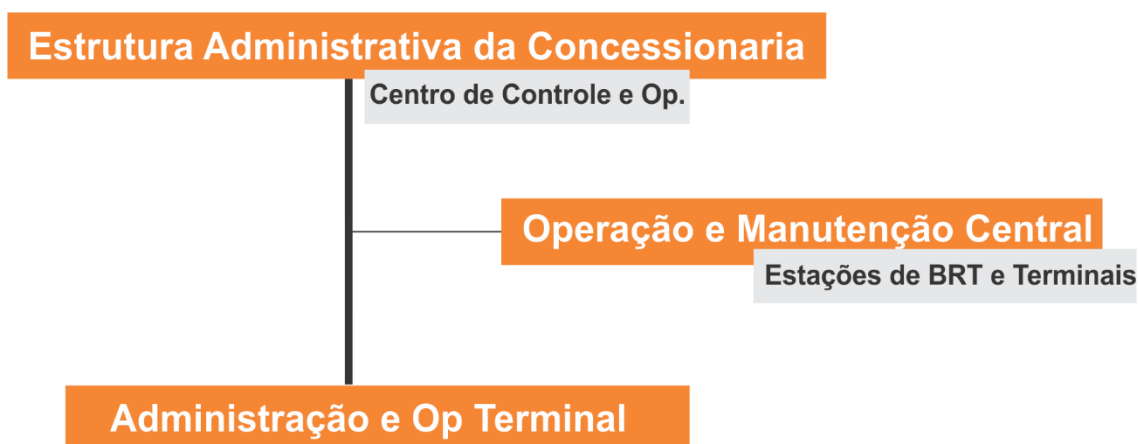 Estrutura Administrativa da Concessionaria
Centro de Controle e Op.
Operação e Manutenção Central
Estações de BRT e Terminais
Administração e Op Terminal